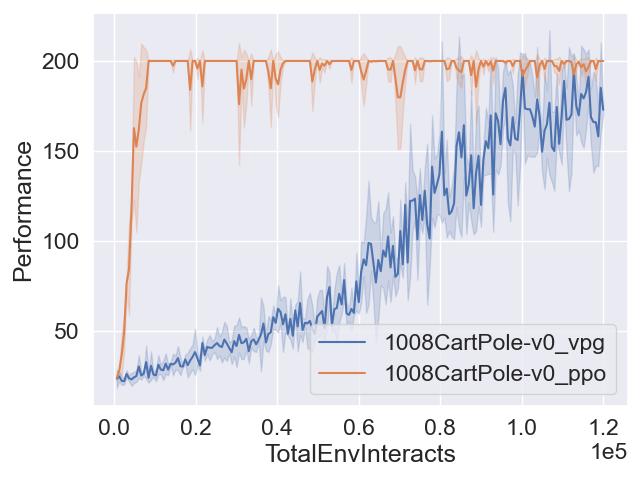 200
150
100
50
Performance
1008CartPole-v0_vpg
1008CartPole-v0_ppo
0.0 0.2 0.4 0.6 0.8 1.0 1.2
TotalEnvInteracts
1e5